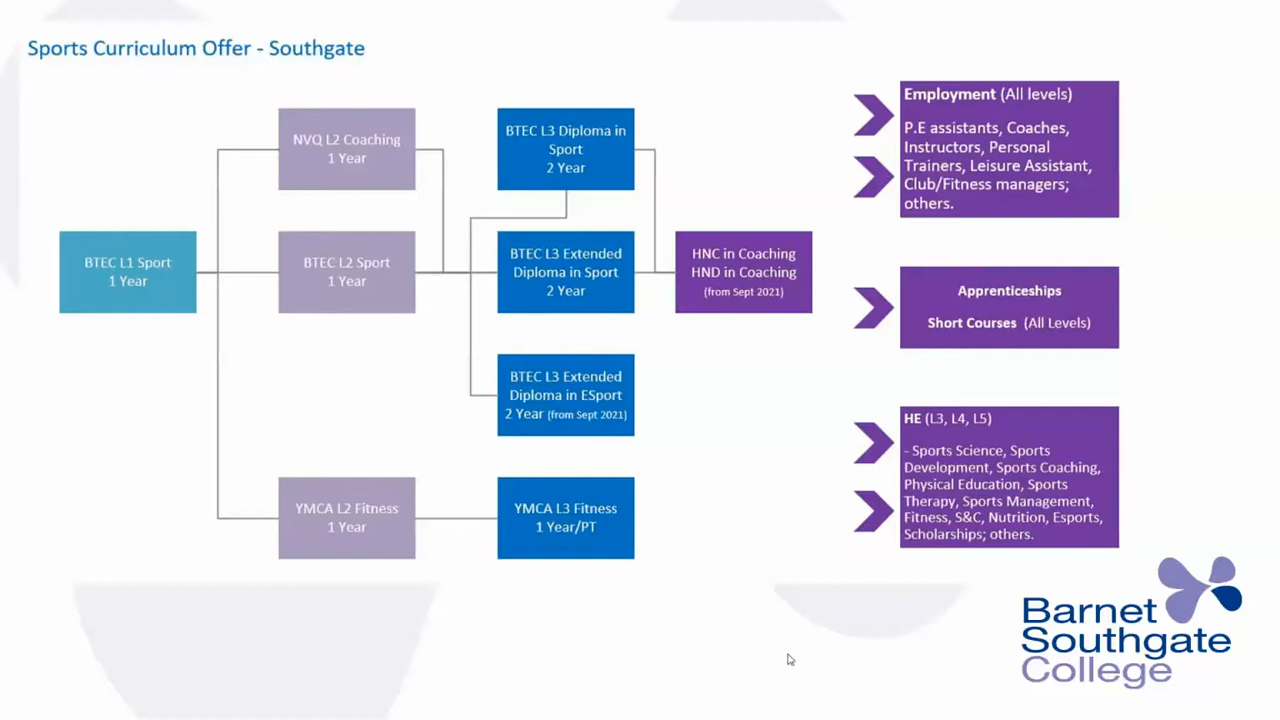 Sports Curriculum Offer - Southgate
NVQ L2 Coaching
1 Year
BTEC L3 Diploma in
Sport
2 Year
BTEC L1 Sport
1 Year
BTEC L2 Sport
1 Year
BTEC L3 Extended
Diploma in Sport
2 Year
HNC in Coaching
HND in Coaching
(from Sept 2021)
BTEC L3 Extended
Diploma in ESport
2 Year (from Sept 2021)
YMCA L2 Fitness
1 Year
YMCA L3 Fitness
1 Year/PT
Employment (All levels)
P.E assistants, Coaches,
Instructors, Personal
Trainers, Leisure Assistant,
Club/Fitness managers;
others.
Apprenticeships
Short Courses (All Levels)
HE (L3, L4, L5)
- Sports Science, Sports
Development, Sports Coaching,
Physical Education, Sports
Therapy, Sports Management,
Fitness, S&C, Nutrition, Esports,
Scholarships; others.
Barnet
Southgate
College